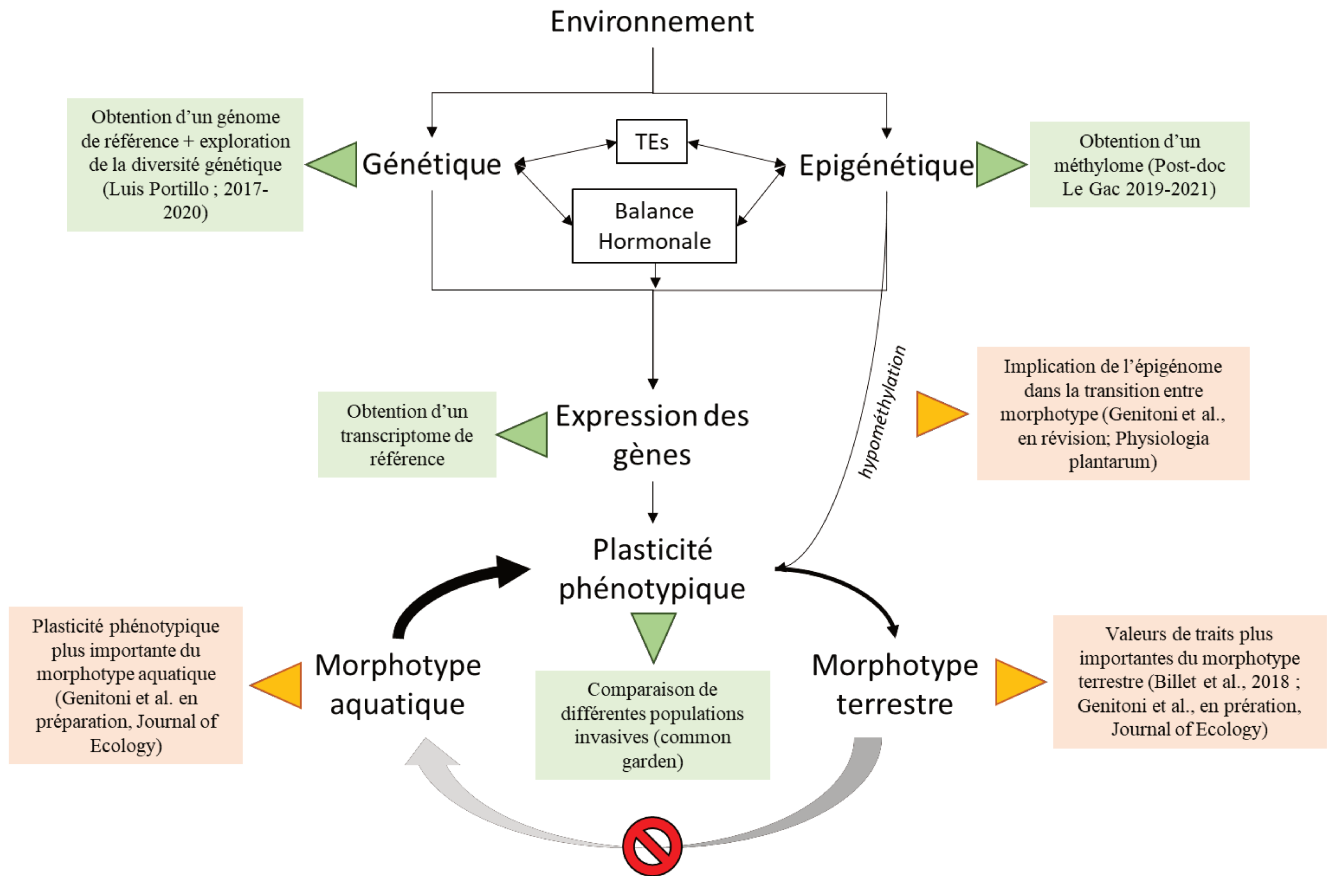 Environnement
Obtention d’un génome
de référence + exploration
de la diversité génétique
(Luis Portillo ; 2017-
2020)
Génétique
TEs
Balance
Hormonale
Epigénétique
Obtention d’un
méthylome (Post-doc
Le Gac 2019-2021)
hypométhylation
Implication de l’épigénome
dans la transition entre
morphotype (Genitoni et al.,
en révision; Physiologia
plantarum)
Obtention d’un
transcriptome de
référence
Expression des
gènes
Plasticité
phénotypique
Plasticité phénotypique
plus importante du
morphotype aquatique
(Genitoni et al. en
préparation, Journal of
Ecology)
Morphotype
aquatique
Comparaison de
différentes populations
invasives (common
garden)
Morphotype
terrestre
Valeurs de traits plus
importantes du morphotype
terrestre (Billet et al., 2018 ;
Genitoni et al., en prération,
Journal of Ecology)